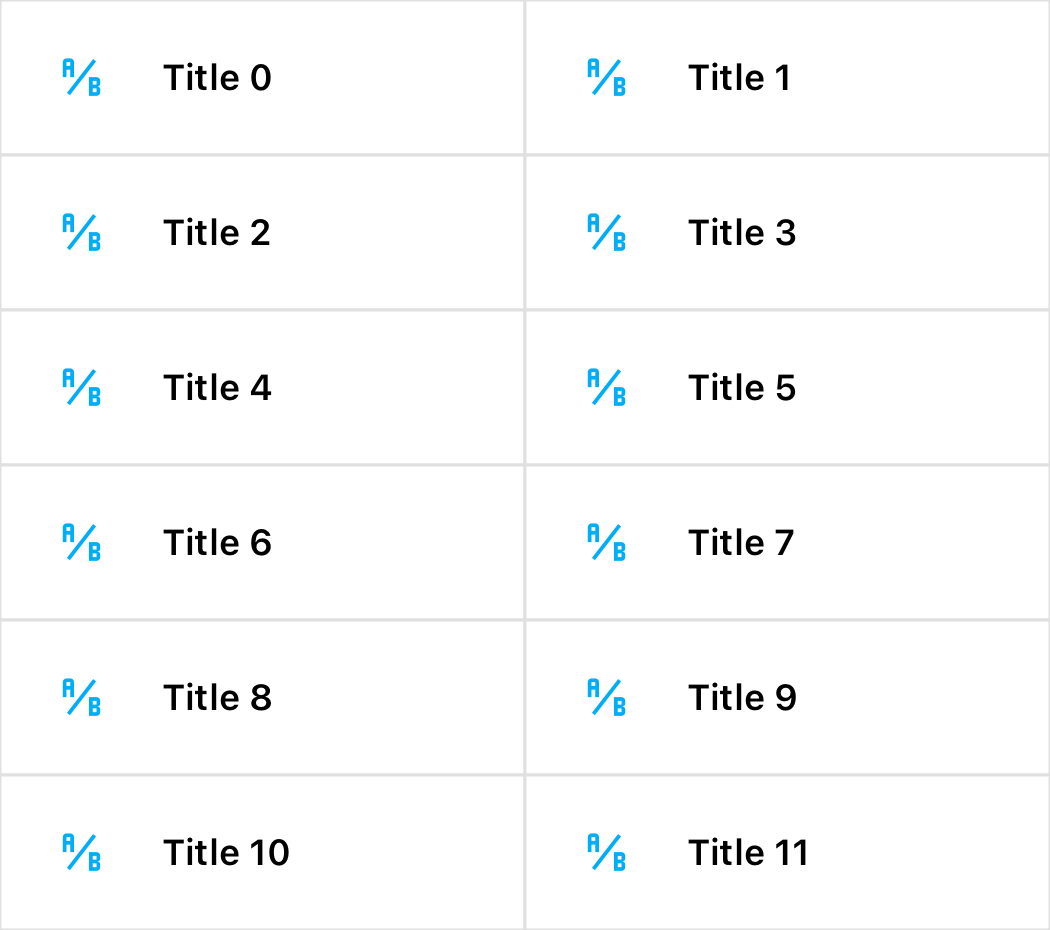 A/B Title 0
A/B Title 1
A/B Title 2
A/B Title 3
A/B Title 4
A/B Title 5
A/B Title 6
A/B Title 7
A/B Title 8
A/B Title 9
A/B Title 10
A/B Title 11